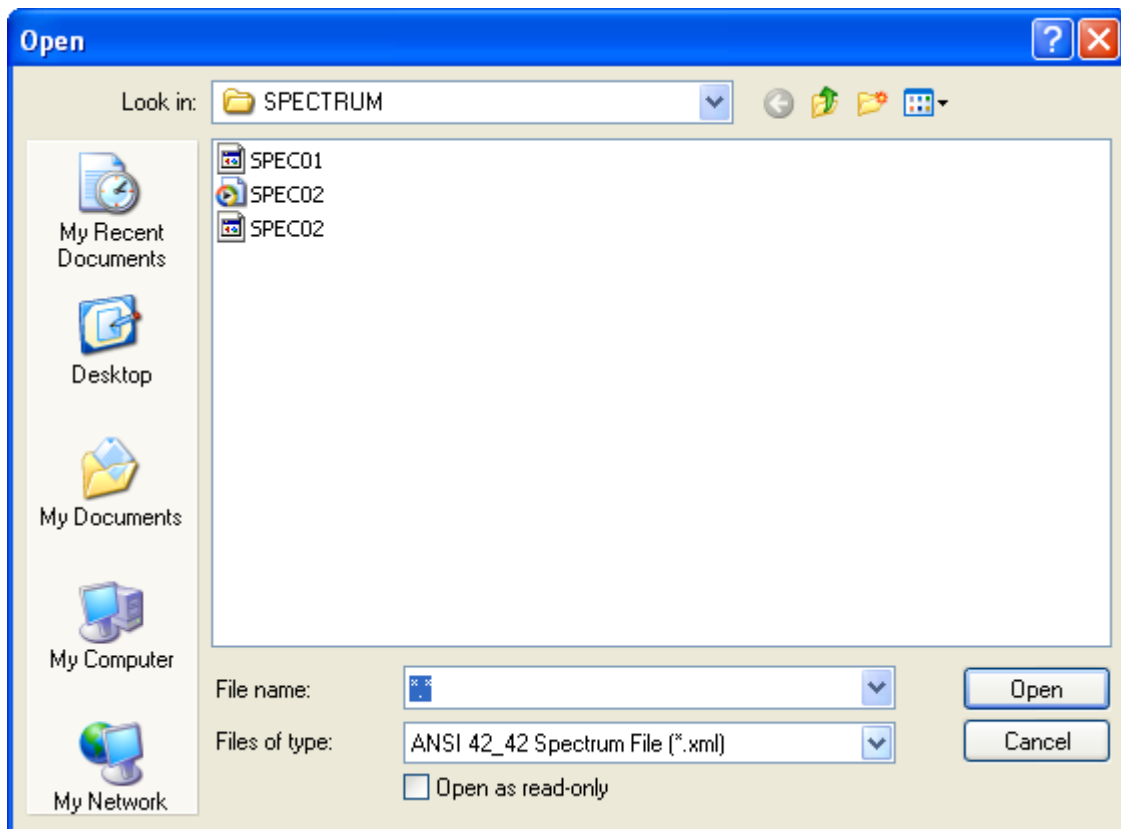 Open
Look in:
SPECTRUM
SPEC01
SPEC02
SPEC02
My Recent
Documents
Desktop
My Documents
My Computer
My Network
File name:
*.*
Open
Files of type:
ANSI 42_42 Spectrum File (*.xml)
Cancel
Open as read-only